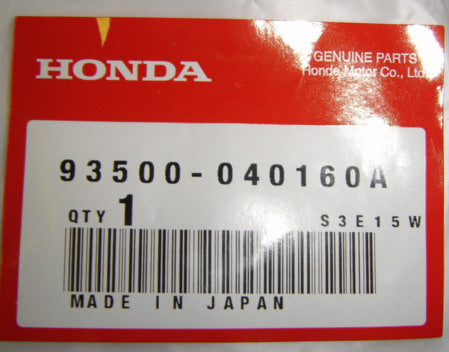 HONDA
GENUINE PARTS
Honda Motor Co., Ltd.
93500-040160A
QTY 1
S3E15W
MADE IN JAPAN